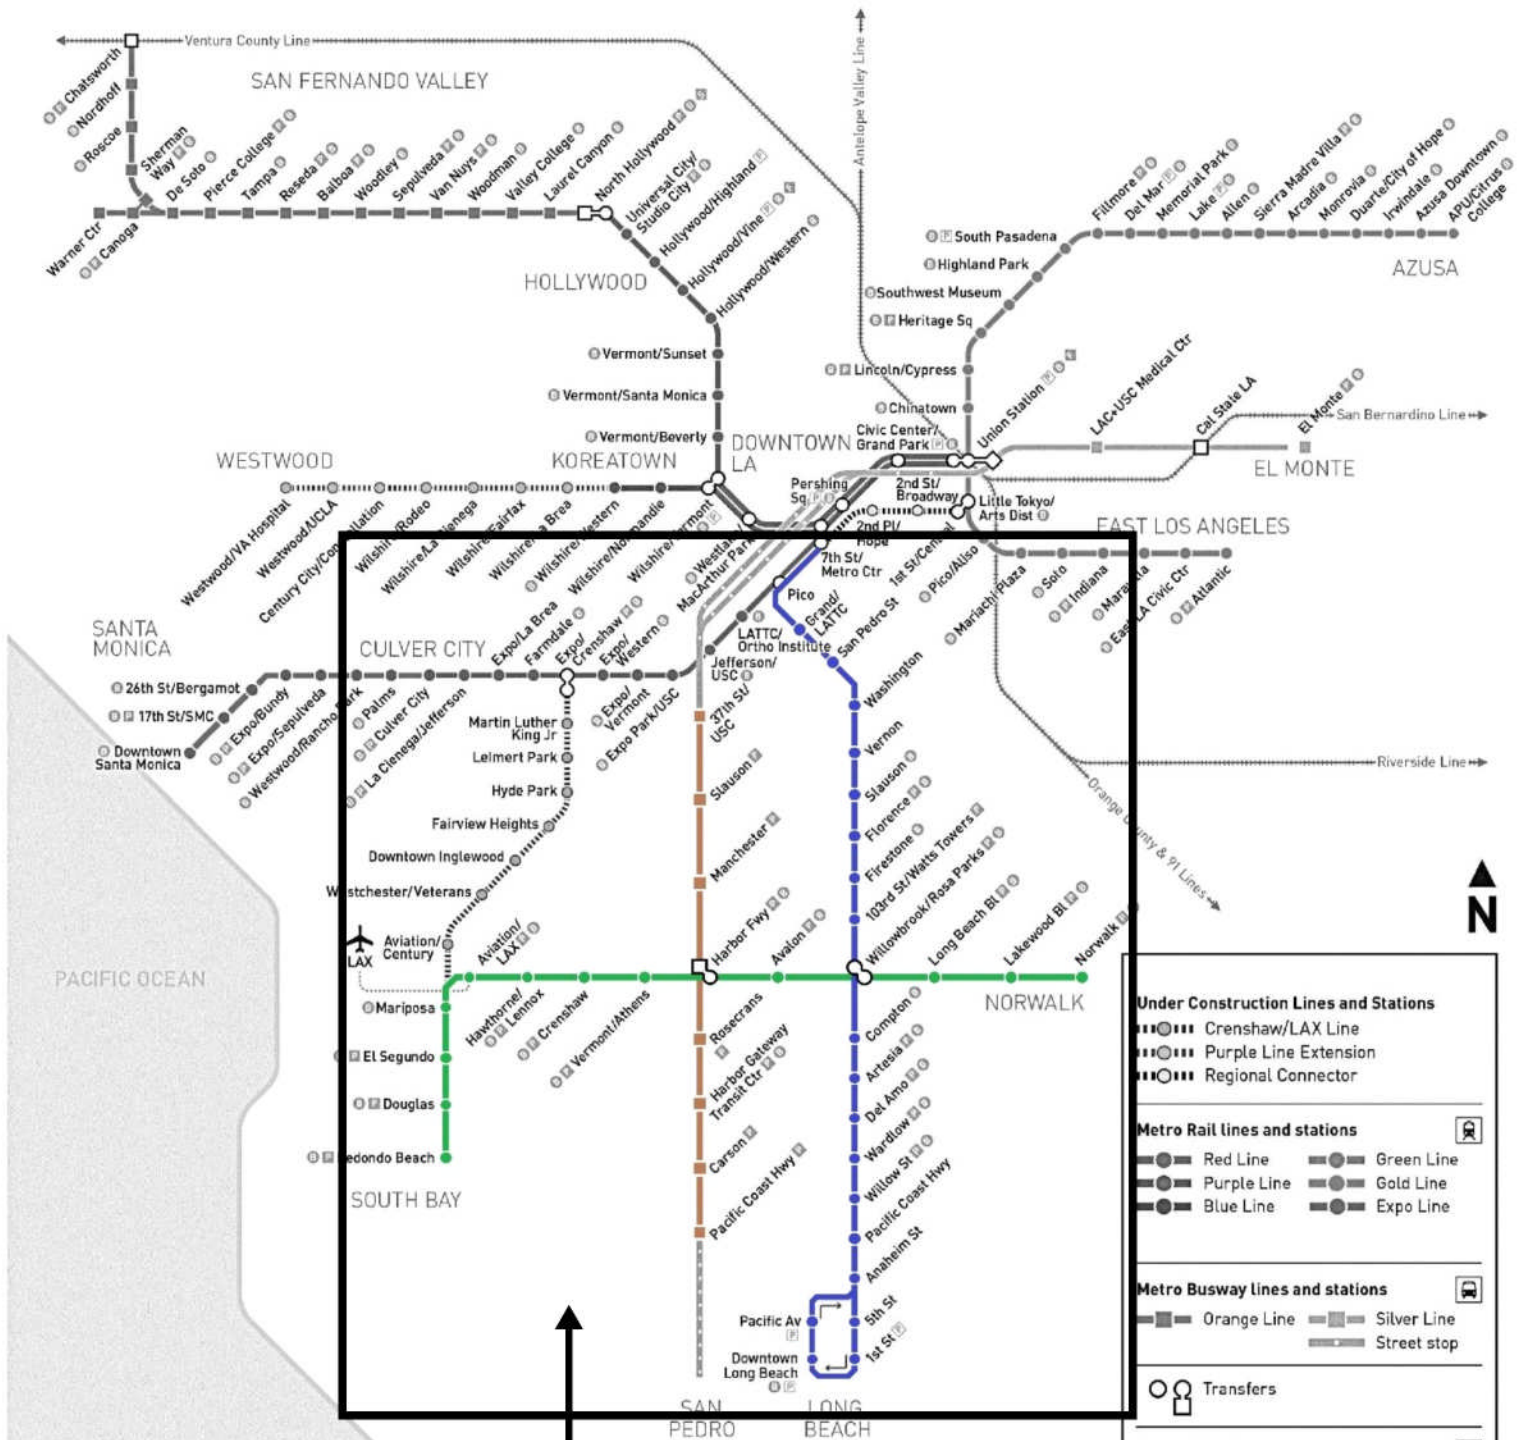 Ventura County Line
Antelope Valley Line
SAN FERNANDO VALLEY
Chatsworth
Nordhoff
Roscoe
Sherman
Way
De Soto
Pierce College
Tampa
Reseda
Balboa
Woodley
Sepulveda
Van Nuys
Woodman
Valley College
Laurel Canyon
North Hollywood
Warner Ctr
Canoga
Universal City/
Studio City
Hollywood/Highland
Hollywood/Vine
Hollywood/Western
HOLLYWOOD
Vermont/Sunset
Vermont/Santa Monica
Vermont/Beverly
Fillmore
Del Mar
Memorial Park
Lake
Allen
Sierra Madre Villa
Arcadia
Monrovia
Duarte/City of Hope
Irwindale
Azusa Downtown
APU/Citrus
College
AZUSA
South Pasadena
Highland Park
Southwest Museum
Heritage Sq
Lincoln/Cypress
Chinatown
Civic Center/
Grand Park
Union Station
LAC+USC Medical Ctr
Cal State LA
El Monte
San Bernardino Line
EL MONTE
DOWNTOWN
LA
WESTWOOD
KOREATOWN
Pershing
Sq
2nd St/
Broadway
Little Tokyo/
Arts Dist
2nd Pl/
Hope
EAST LOS ANGELES
Westwood/VA Hospital
Westwood/UCLA
Wilshire/Rodeo
Wilshire/La Cienega
Wilshire/Fairfax
Wilshire/La Brea
Wilshire/Western
Wilshire/Normandie
Wilshire/Vermont
Westlake/
MacArthur Park
7th St/
Metro Ctr
1st St/Central
Pico/Aliso
Mariachi Plaza
Soto
Indiana
Maravilla
East LA Civic Ctr
Atlantic
Pico
Grand/
LATTC
San Pedro St
LATTC/
Ortho Institute
Jefferson/
USC
SANTA
MONICA
CULVER CITY
Expo/La Brea
Farmdale
Expo/
Crenshaw
Expo/
Western
26th St/Bergamot
17th St/SMC
Downtown
Santa Monica
Expo/Bundy
Expo/Sepulveda
Westwood/Rancho Park
Palms
Culver City
La Cienega/Jefferson
Expo/
Vermont
Expo Park/USC
Martin Luther
King Jr
Leimert Park
Hyde Park
Fairview Heights
Downtown Inglewood
Westchester/Veterans
Aviation/
Century
LAX
Aviation/
LAX
37th St/
USC
Slauson
Manchester
Harbor Fwy
Avalon
Washington
Vernon
Slauson
Florence
Firestone
103rd St/Watts Towers
Willowbrook/Rosa Parks
Long Beach Bl
Lakewood Bl
Norwalk
Riverside Line
Orange County & 91 Lines
N
PACIFIC OCEAN
Mariposa
El Segundo
Douglas
Redondo Beach
SOUTH BAY
Hawthorne/
Lennox
Crenshaw
Vermont/Athens
Rosecrans
Harbor Gateway
Transit Ctr
Carson
Pacific Coast Hwy
NORWALK
Compton
Artesia
Del Amo
Wardlow
Willow St
Pacific Coast Hwy
Anaheim St
5th St
1st St
Pacific Av
Downtown
Long Beach
SAN
PEDRO
LONG
BEACH
Under Construction Lines and Stations
Crenshaw/LAX Line
Purple Line Extension
Regional Connector
Metro Rail lines and stations
Red Line
Green Line
Purple Line
Gold Line
Blue Line
Expo Line
Metro Busway lines and stations
Orange Line
Silver Line
Street stop
Transfers